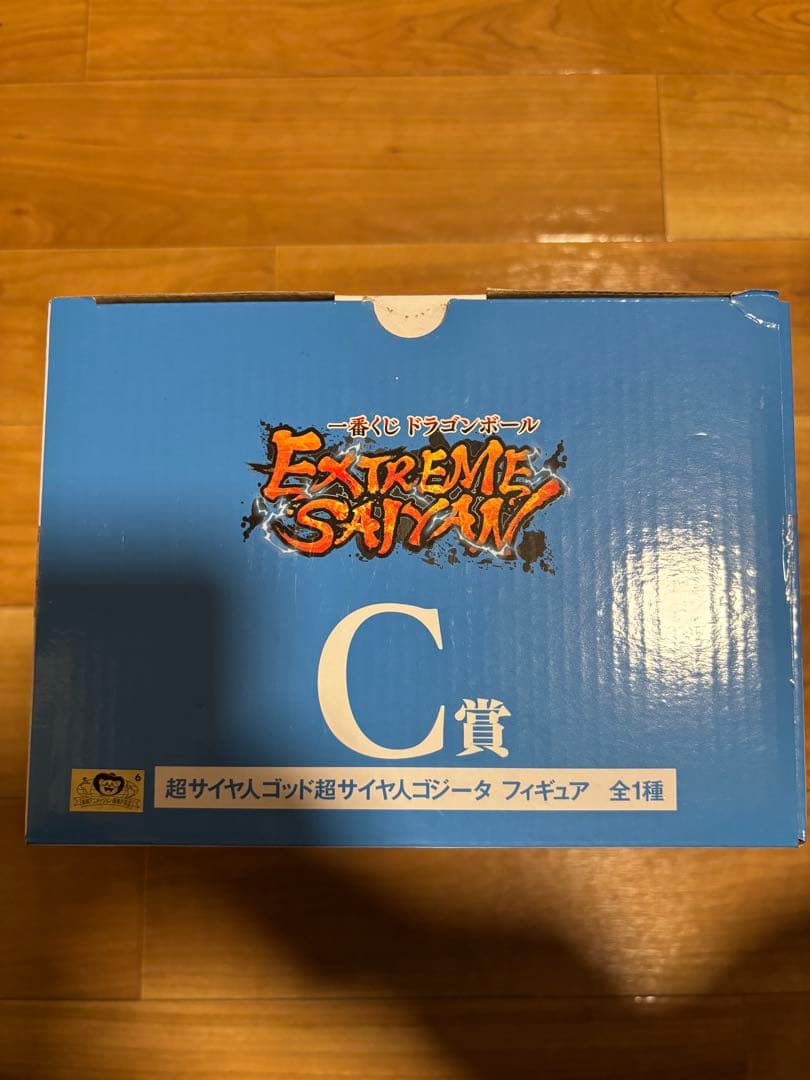 一番くじ ドラゴンボール
EXTREME
SAIYAN
C賞
超サイヤ人ゴッド超サイヤ人ゴジータ フィギュア 全1種
6